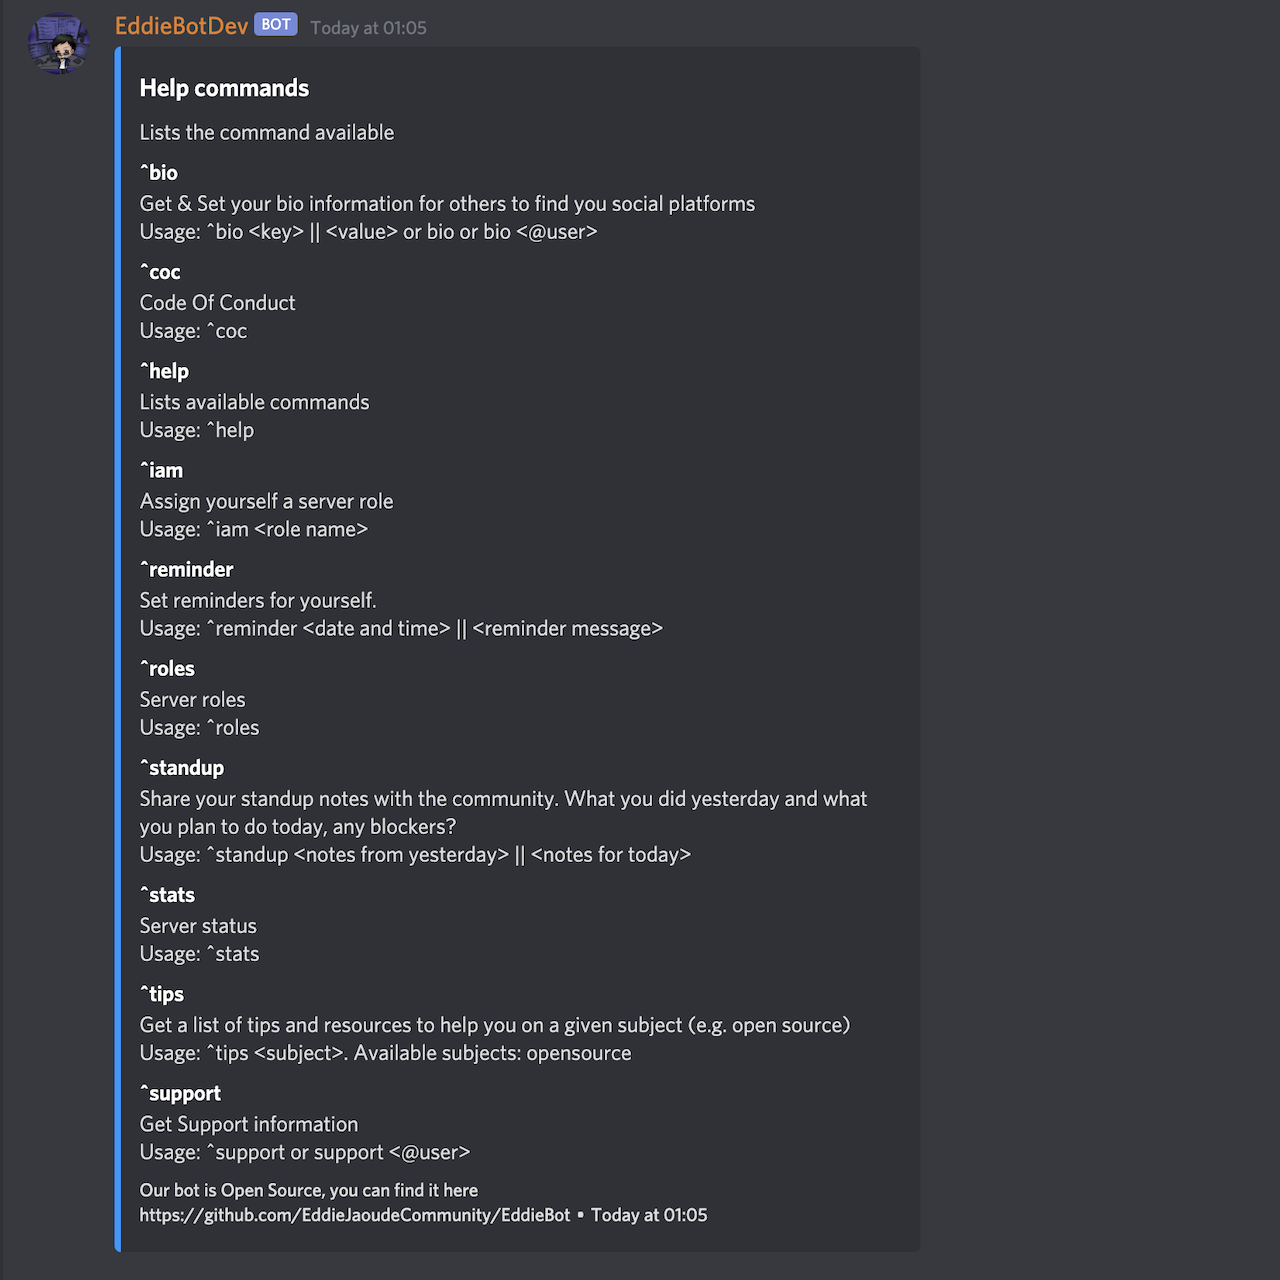 EddieBotDev BOT Today at 01:05
Help commands
Lists the command available
^bio
Get & Set your bio information for others to find you social platforms
Usage: ^bio <key> || <value> or bio or bio <@user>
^coc
Code Of Conduct
Usage: ^coc
^help
Lists available commands
Usage: ^help
^iam
Assign yourself a server role
Usage: ^iam <role name>
^reminder
Set reminders for yourself.
Usage: ^reminder <date and time> || <reminder message>
^roles
Server roles
Usage: ^roles
^standup
Share your standup notes with the community. What you did yesterday and what
you plan to do today, any blockers?
Usage: ^standup <notes from yesterday> || <notes for today>
^stats
Server status
Usage: ^stats
^tips
Get a list of tips and resources to help you on a given subject (e.g. open source)
Usage: ^tips <subject>. Available subjects: opensource
^support
Get Support information
Usage: ^support or support <@user>
Our bot is Open Source, you can find it here
https://github.com/EddieJaoudeCommunity/EddieBot • Today at 01:05